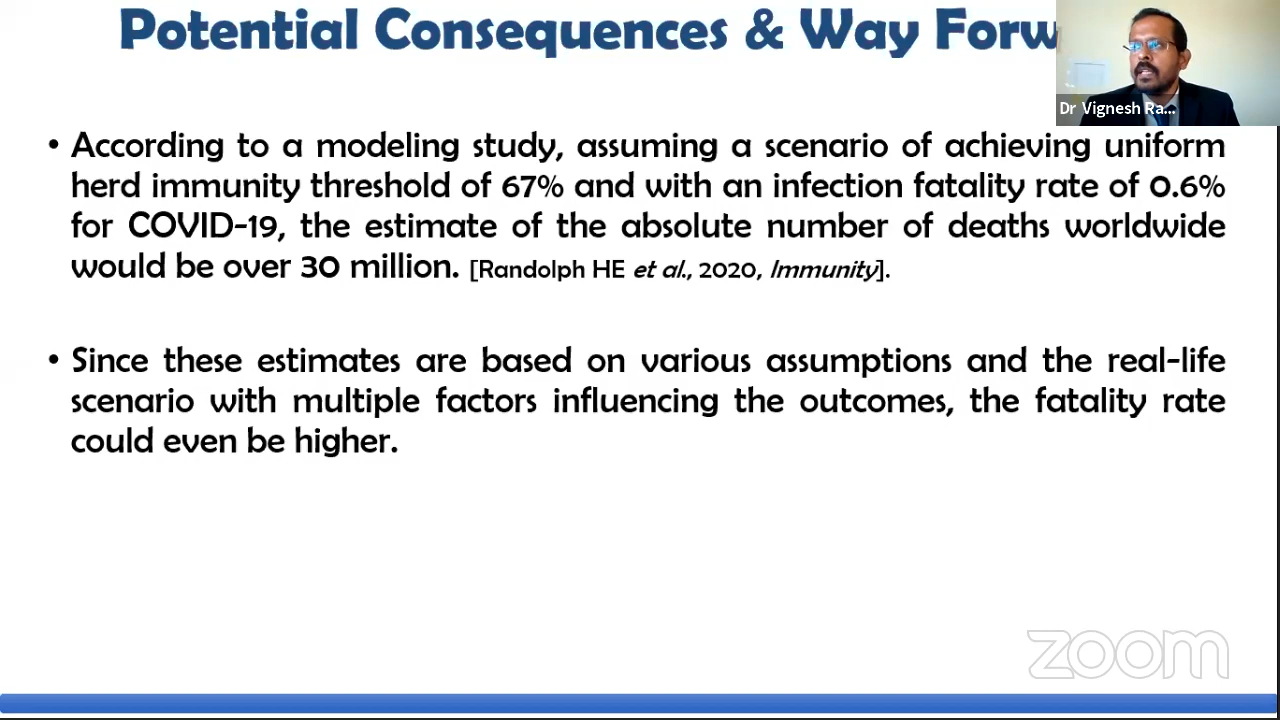 Potential Consequences & Way Forw
Dr Vignesh Ra...
• According to a modeling study, assuming a scenario of achieving uniform
herd immunity threshold of 67% and with an infection fatality rate of 0.6%
for COVID-19, the estimate of the absolute number of deaths worldwide
would be over 30 million. [Randolph HE et al., 2020, Immunity].
• Since these estimates are based on various assumptions and the real-life
scenario with multiple factors influencing the outcomes, the fatality rate
could even be higher.
zoom